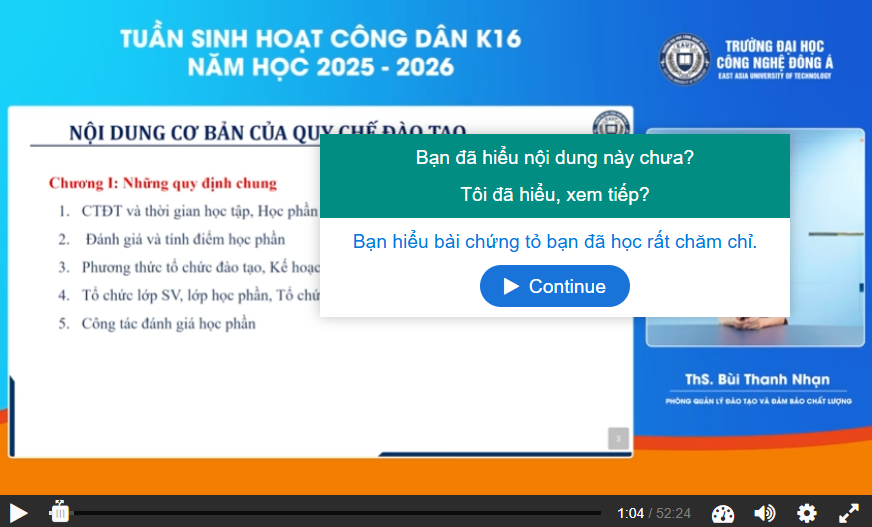 TUẦN SINH HOẠT CÔNG DÂN K16
NĂM HỌC 2025 - 2026
TRƯỜNG ĐẠI HỌC
CÔNG NGHỆ ĐÔNG Á
EAST ASIA UNIVERSITY OF TECHNOLOGY
NỘI DUNG CƠ BẢN CỦA QUY CHẾ ĐÀO TẠO
Chương I: Những quy định chung
1. CTĐT và thời gian học tập, Học phần
2. Đánh giá và tính điểm học phần
3. Phương thức tổ chức đào tạo, Kế hoạc
4. Tổ chức lớp SV, lớp học phần, Tổ chứ
5. Công tác đánh giá học phần
3
Bạn đã hiểu nội dung này chưa?
Tôi đã hiểu, xem tiếp?
Bạn hiểu bài chứng tỏ bạn đã học rất chăm chỉ.
Continue
ThS. Bùi Thanh Nhạn
PHÒNG QUẢN LÝ ĐÀO TẠO VÀ ĐẢM BẢO CHẤT LƯỢNG
1:04 / 52:24